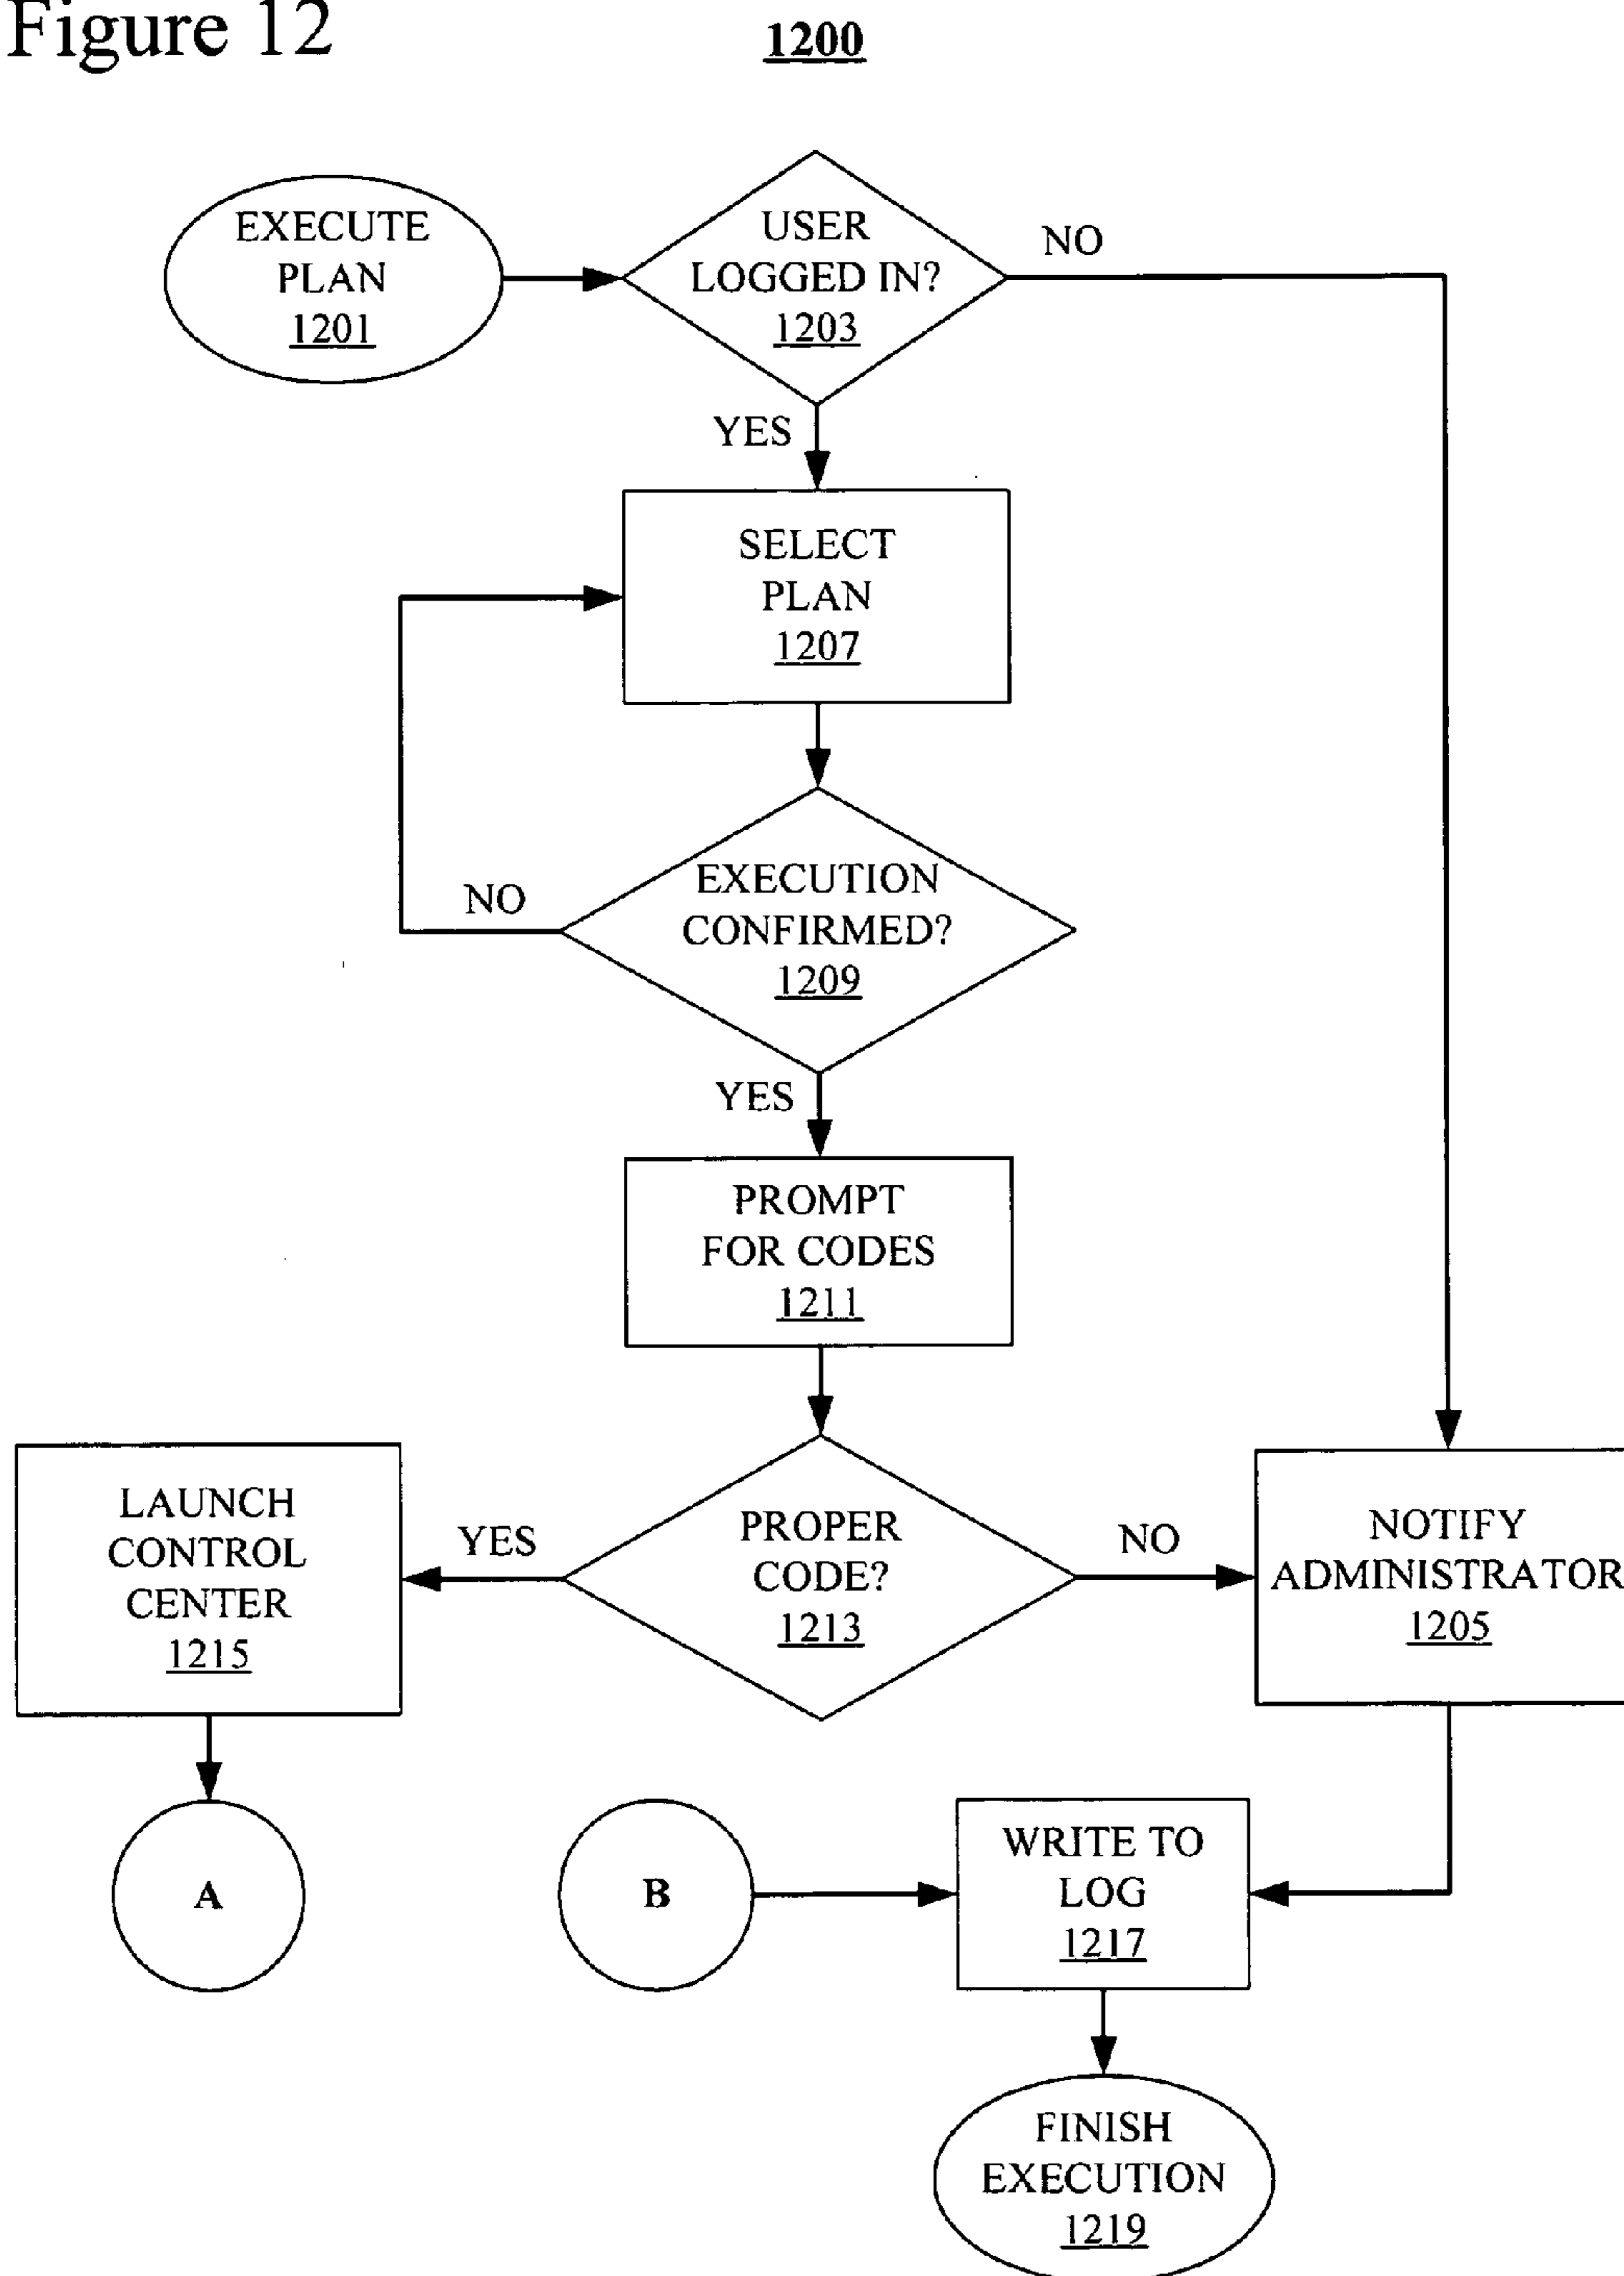 Figure 12
1200
EXECUTE
PLAN
1201
USER
LOGGED IN?
1203
NO
YES
SELECT
PLAN
1207
NO
EXECUTION
CONFIRMED?
1209
YES
PROMPT
FOR CODES
1211
LAUNCH
CONTROL
CENTER
1215
YES
PROPER
CODE?
1213
NO
NOTIFY
ADMINISTRATOR
1205
A
B
WRITE TO
LOG
1217
FINISH
EXECUTION
1219